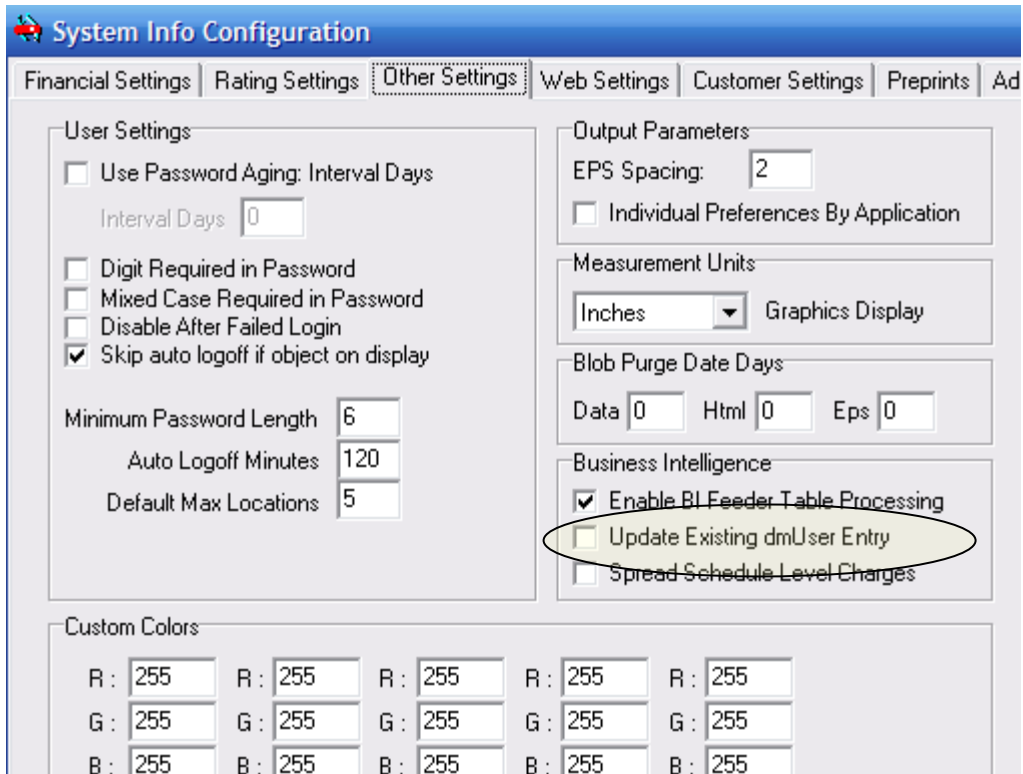 System Info Configuration
Financial Settings Rating Settings Other Settings Web Settings Customer Settings Preprints Ad
User Settings
Use Password Aging: Interval Days
Interval Days 0
Digit Required in Password
Mixed Case Required in Password
Disable After Failed Login
Skip auto logoff if object on display
Minimum Password Length 6
Auto Logoff Minutes 120
Default Max Locations 5
Output Parameters
EPS Spacing: 2
Individual Preferences By Application
Measurement Units
Inches Graphics Display
Blob Purge Date Days
Data 0 Html 0 Eps 0
Business Intelligence
Enable BI Feeder Table Processing
Update Existing dmUser Entry
Spread Schedule Level Charges
Custom Colors
R : 255 R : 255 R : 255 R : 255 R : 255
G : 255 G : 255 G : 255 G : 255 G : 255
B : 255 B : 255 B : 255 B : 255 B : 255